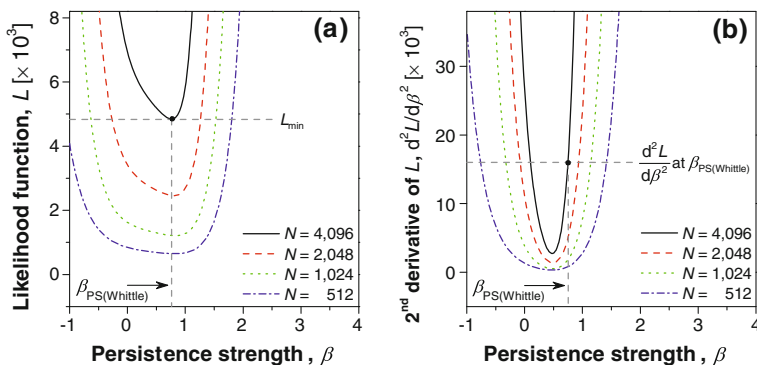 (a)
Likelihood function, L [× 10³]
8
6
4
2
0
L_min
N = 4,096
N = 2,048
N = 1,024
N = 512
β_PS(Whittle)
-1 0 1 2 3 4
Persistence strength , β
(b)
2nd derivative of L, d²L/dβ² [× 10³]
30
20
10
0
d²L
dβ² at β_PS(Whittle)
N = 4,096
N = 2,048
N = 1,024
N = 512
β_PS(Whittle)
-1 0 1 2 3 4
Persistence strength , β